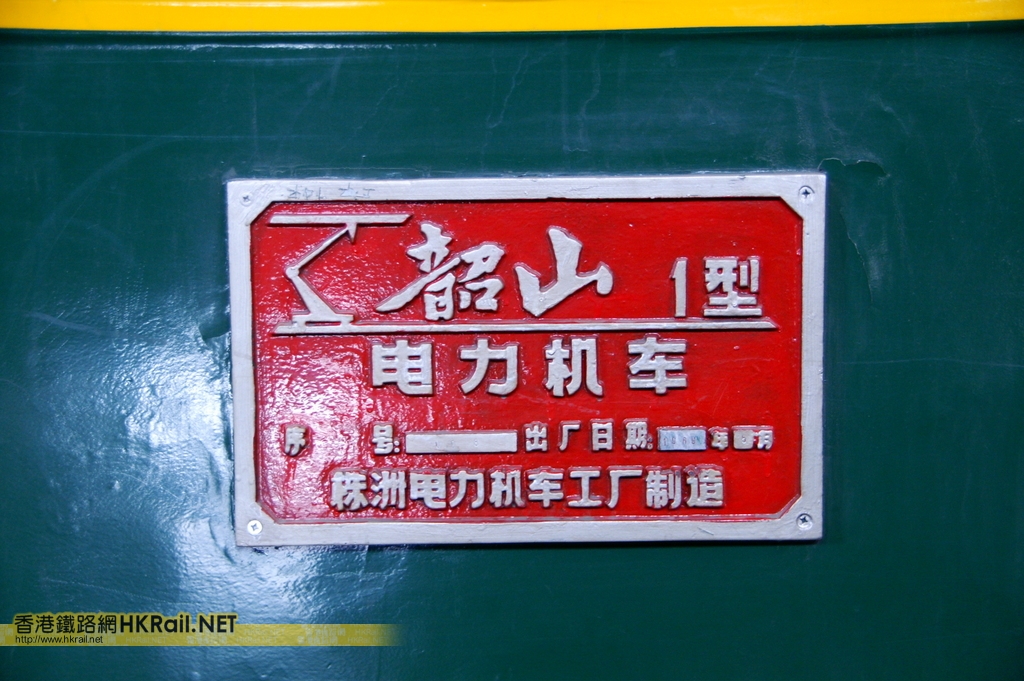 韶山 1型
电力机车
序 号: 出厂日期: 年 月
株洲电力机车工厂制造
香港鐵路網HKRail.NET
http://www.hkrail.net